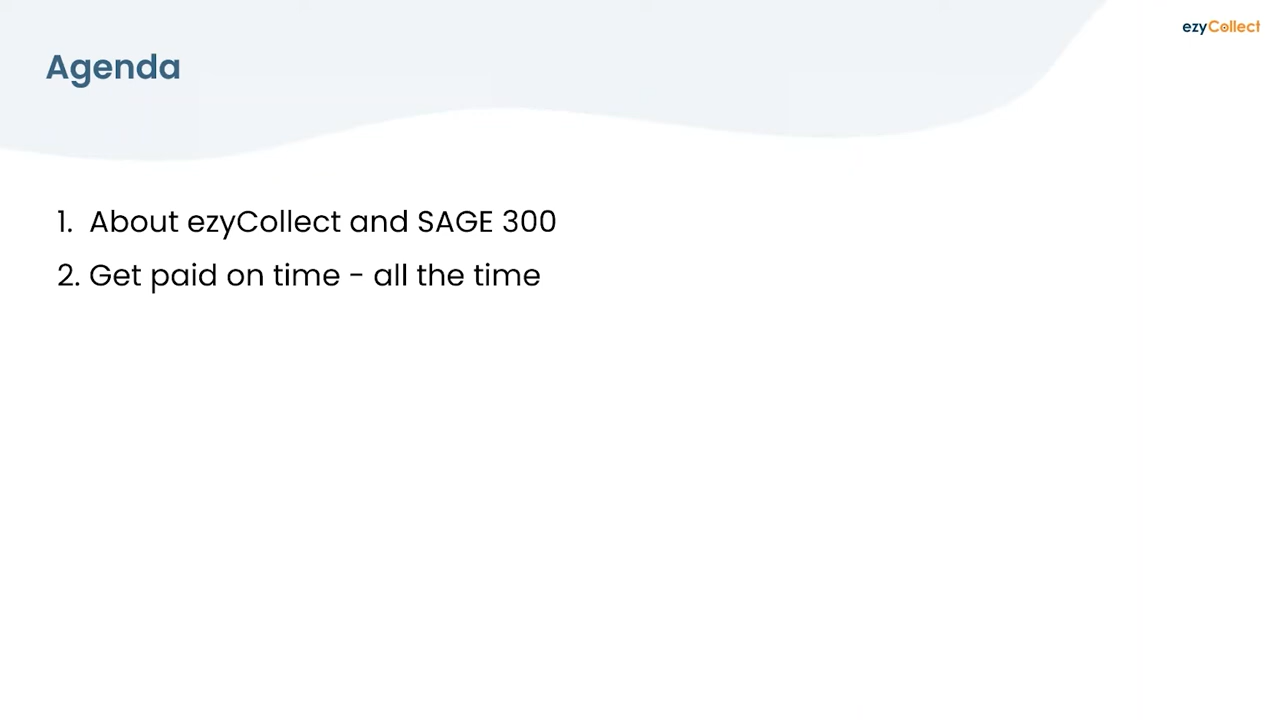 ezyCollect
Agenda
1. About ezyCollect and SAGE 300
2. Get paid on time - all the time